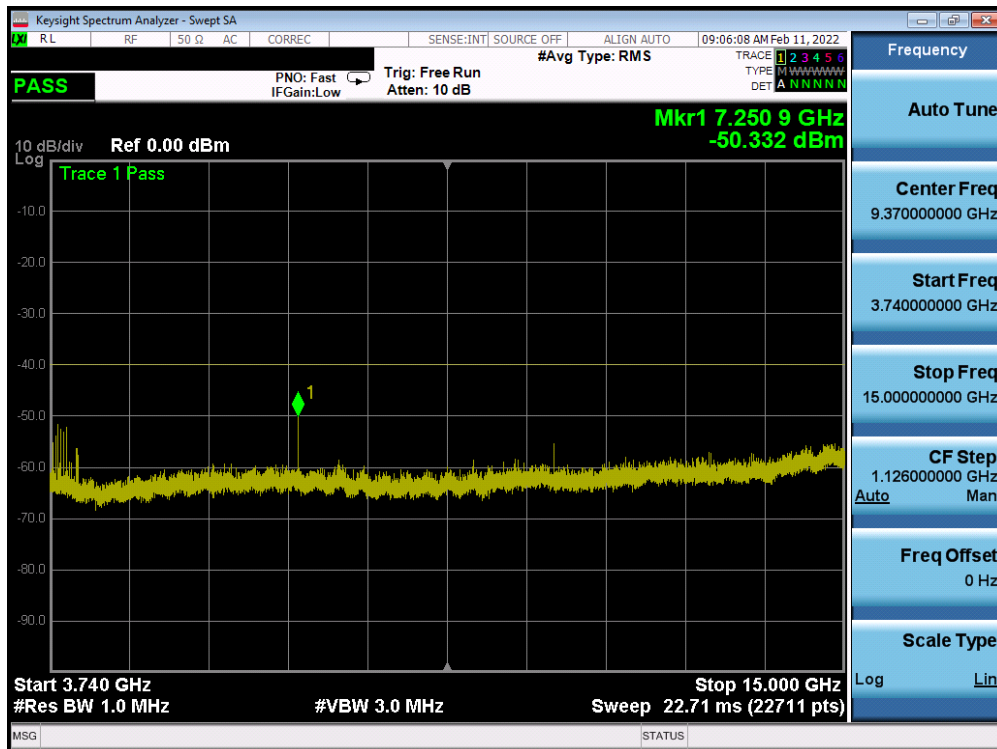 Keysight Spectrum Analyzer - Swept SA
LXI RL RF 50 Ω AC CORREC SENSE:INT SOURCE OFF ALIGN AUTO 09:06:08 AM Feb 11, 2022
#Avg Type: RMS
TRACE 1 2 3 4 5 6
PASS
PNO: Fast
IFGain:Low
Trig: Free Run
Atten: 10 dB
TYPE M WWWWW
DET A N N N N N
Mkr1 7.250 9 GHz
-50.332 dBm
10 dB/div Ref 0.00 dBm
Log
Trace 1 Pass
-10.0
-20.0
-30.0
-40.0
1
-50.0
-60.0
-70.0
-80.0
-90.0
Start 3.740 GHz
Stop 15.000 GHz
#Res BW 1.0 MHz
#VBW 3.0 MHz
Sweep 22.71 ms (22711 pts)
MSG
STATUS
Frequency
Auto Tune
Center Freq
9.370000000 GHz
Start Freq
3.740000000 GHz
Stop Freq
15.000000000 GHz
CF Step
1.126000000 GHz
Auto Man
Freq Offset
0 Hz
Scale Type
Log Lin